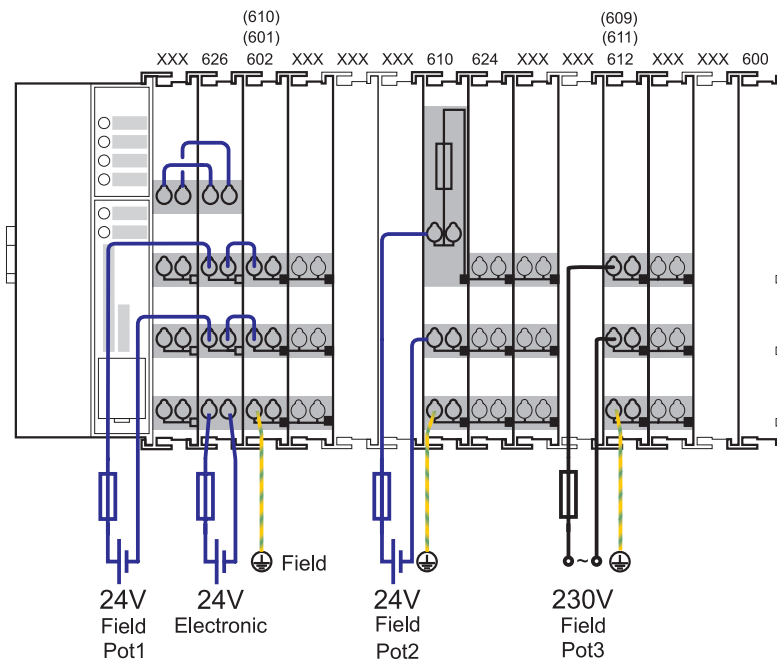 (610) (609)
(601) (611)
XXX 626 602 XXX XXX XXX 610 624 XXX XXX 612 XXX XXX 600
~
Field
24V 24V 24V 230V
Field Electronic Field Field
Pot1 Pot2 Pot3